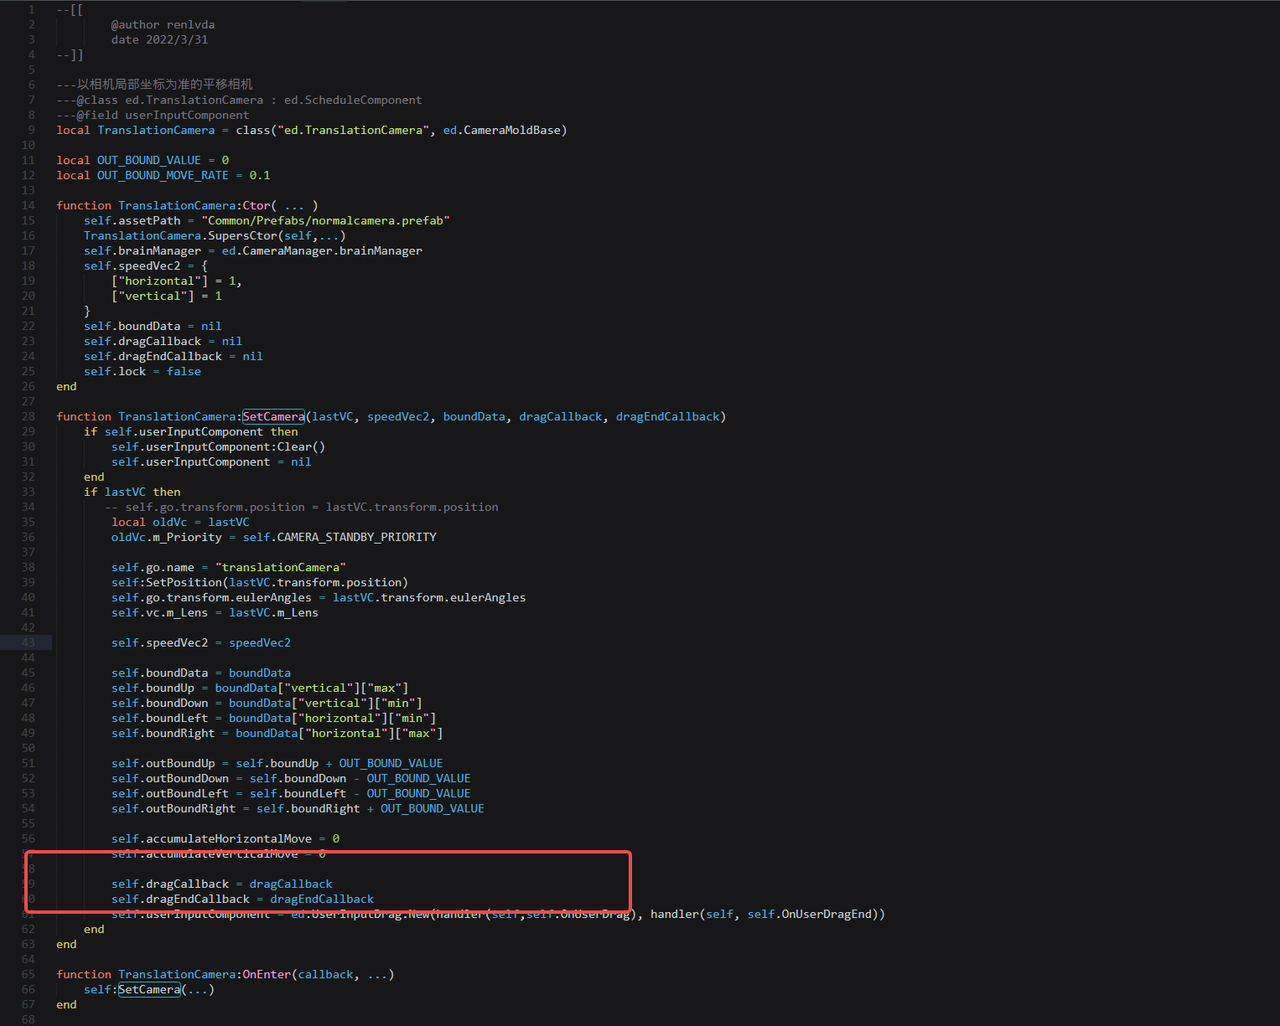 1 --[[
2 @author renlvda
3 date 2022/3/31
4 --]]
5
6 ---以相机局部坐标为准的平移相机
7 ---@class ed.TranslationCamera : ed.ScheduleComponent
8 ---@field userInputComponent
9 local TranslationCamera = class("ed.TranslationCamera", ed.CameraMoldBase)
10
11 local OUT_BOUND_VALUE = 0
12 local OUT_BOUND_MOVE_RATE = 0.1
13
14 function TranslationCamera:Ctor( ... )
15 self.assetPath = "Common/Prefabs/normalcamera.prefab"
16 TranslationCamera.SupersCtor(self,...)
17 self.brainManager = ed.CameraManager.brainManager
18 self.speedVec2 = {
19 ["horizontal"] = 1,
20 ["vertical"] = 1
21 }
22 self.boundData = nil
23 self.dragCallback = nil
24 self.dragEndCallback = nil
25 self.lock = false
26 end
27
28 function TranslationCamera:SetCamera(lastVC, speedVec2, boundData, dragCallback, dragEndCallback)
29 if self.userInputComponent then
30 self.userInputComponent:Clear()
31 self.userInputComponent = nil
32 end
33 if lastVC then
34 -- self.go.transform.position = lastVC.transform.position
35 local oldVc = lastVC
36 oldVc.m_Priority = self.CAMERA_STANDBY_PRIORITY
37
38 self.go.name = "translationCamera"
39 self:SetPosition(lastVC.transform.position)
40 self.go.transform.eulerAngles = lastVC.transform.eulerAngles
41 self.vc.m_Lens = lastVC.m_Lens
42
43 self.speedVec2 = speedVec2
44
45 self.boundData = boundData
46 self.boundUp = boundData["vertical"]["max"]
47 self.boundDown = boundData["vertical"]["min"]
48 self.boundLeft = boundData["horizontal"]["min"]
49 self.boundRight = boundData["horizontal"]["max"]
50
51 self.outBoundUp = self.boundUp + OUT_BOUND_VALUE
52 self.outBoundDown = self.boundDown - OUT_BOUND_VALUE
53 self.outBoundLeft = self.boundLeft - OUT_BOUND_VALUE
54 self.outBoundRight = self.boundRight + OUT_BOUND_VALUE
55
56 self.accumulateHorizontalMove = 0
57 self.accumulateVerticalMove = 0
58
59 self.dragCallback = dragCallback
60 self.dragEndCallback = dragEndCallback
61 self.userInputComponent = ed.UserInputDrag.New(handler(self,self.OnUserDrag), handler(self, self.OnUserDragEnd))
62 end
63 end
64
65 function TranslationCamera:OnEnter(callback, ...)
66 self:SetCamera(...)
67 end
68